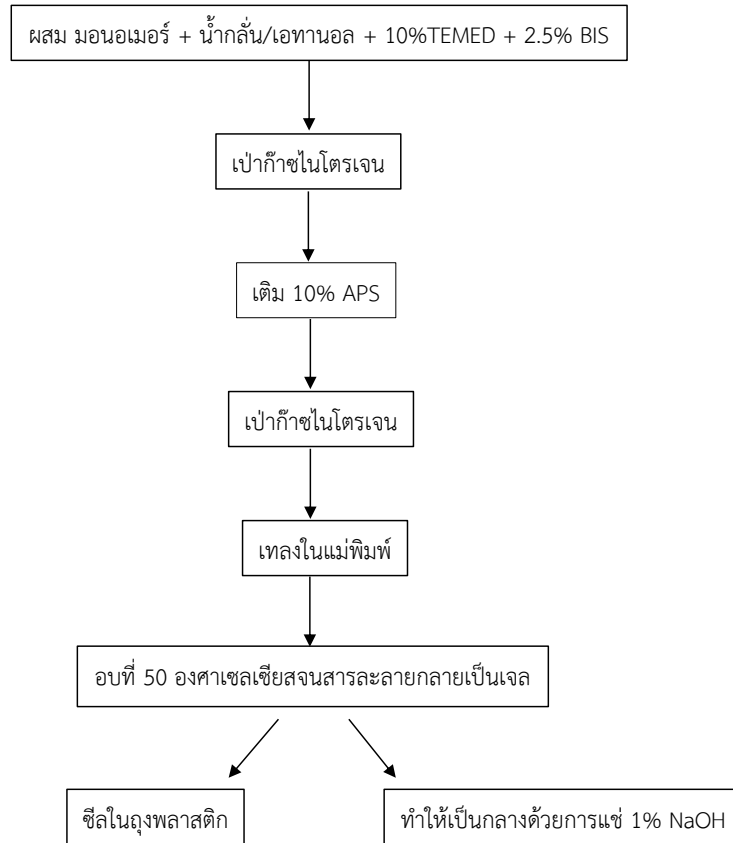 ผสม มอนอเมอร์ + น้ำกลั่น/เอทานอล + 10%TEMED + 2.5% BIS
เป่าก๊าซไนโตรเจน
เติม 10% APS
เป่าก๊าซไนโตรเจน
เทลงในแม่พิมพ์
อบที่ 50 องศาเซลเซียสจนสารละลายกลายเป็นเจล
ซีลในถุงพลาสติก
ทำให้เป็นกลางด้วยการแช่ 1% NaOH